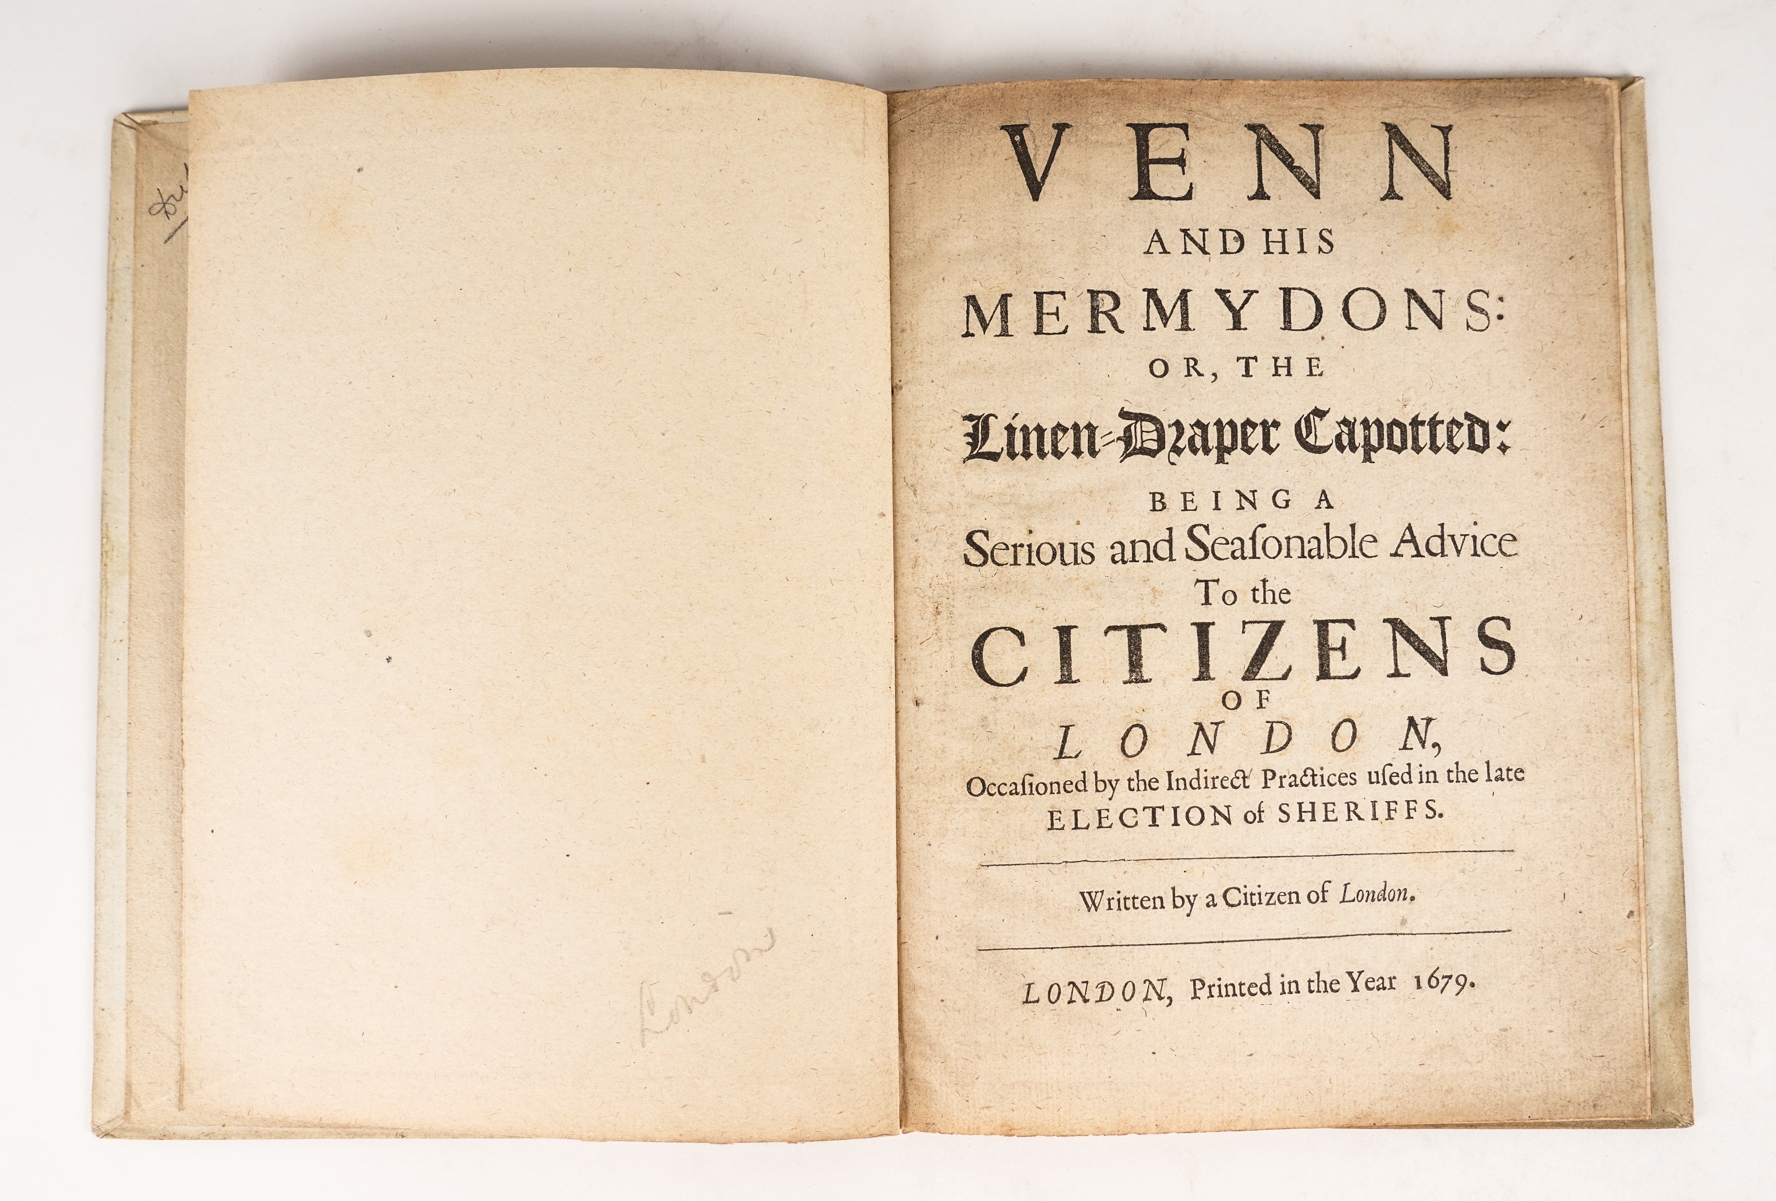 London
VENN
AND HIS
MERMYDONS:
OR, THE
Linen-Draper Capotted:
BEING A
Serious and Seaſonable Advice
To the
CITIZENS
OF
LONDON,
Occaſioned by the Indirect Practices uſed in the late
ELECTION of SHERIFFS.
Written by a Citizen of London.
LONDON, Printed in the Year 1679.